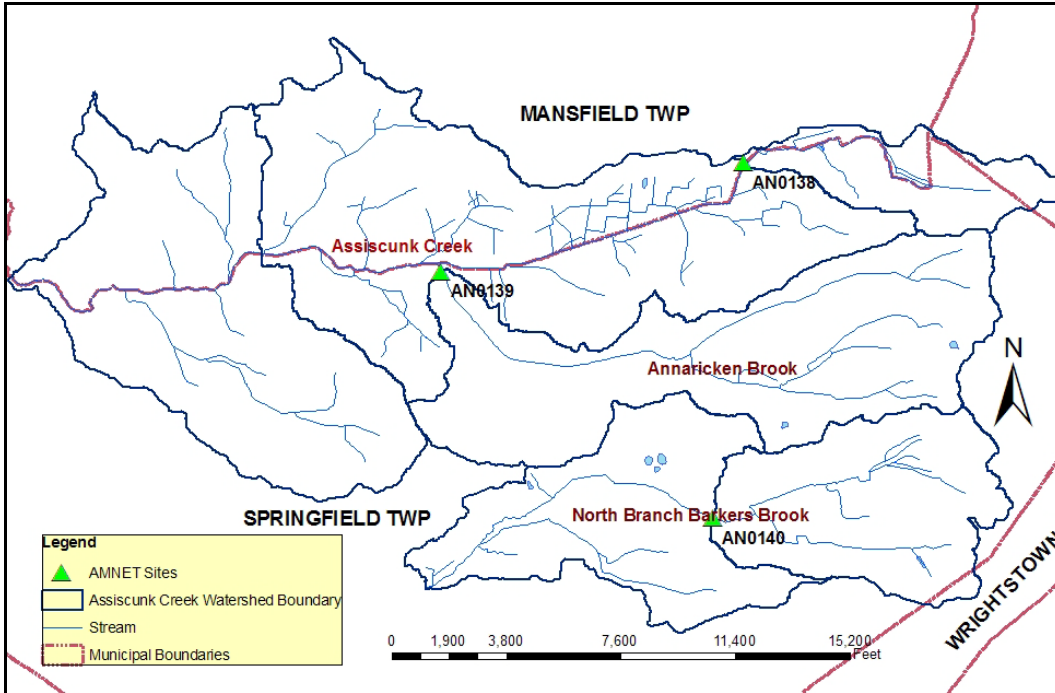 MANSFIELD TWP
AN0138
Assiscunk Creek
AN0139
Annaricken Brook
N
SPRINGFIELD TWP
North Branch Barkers Brook
AN0140
WRIGHTSTOWN
Legend
AMNET Sites
Assiscunk Creek Watershed Boundary
Stream
Municipal Boundaries
0 1,900 3,800 7,600 11,400 15,200
Feet